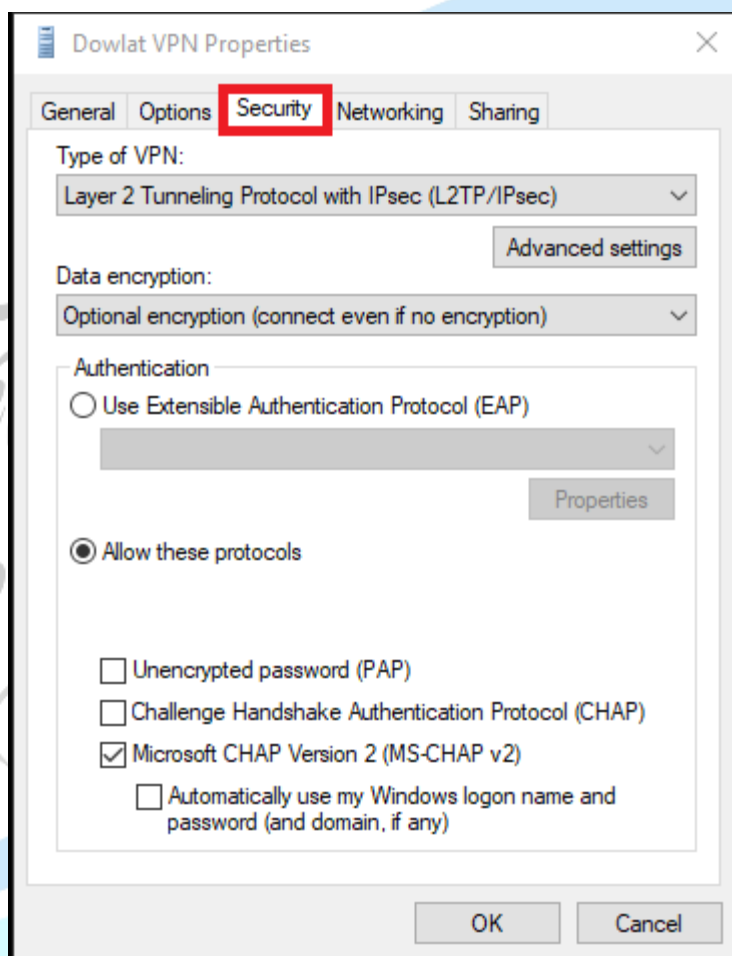 Dowlat VPN Properties
General Options Security Networking Sharing
Type of VPN:
Layer 2 Tunneling Protocol with IPsec (L2TP/IPsec)
Advanced settings
Data encryption:
Optional encryption (connect even if no encryption)
Authentication
Use Extensible Authentication Protocol (EAP)
Properties
Allow these protocols
Unencrypted password (PAP)
Challenge Handshake Authentication Protocol (CHAP)
Microsoft CHAP Version 2 (MS-CHAP v2)
Automatically use my Windows logon name and
password (and domain, if any)
OK Cancel